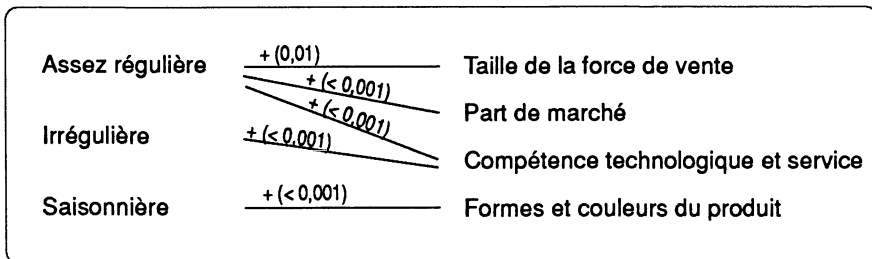 Assez régulière + (0,01) Taille de la force de vente
+ (< 0,001)
Part de marché
+ (< 0,001)
Irrégulière + (< 0,001)
Compétence technologique et service
Saisonnière + (< 0,001) Formes et couleurs du produit